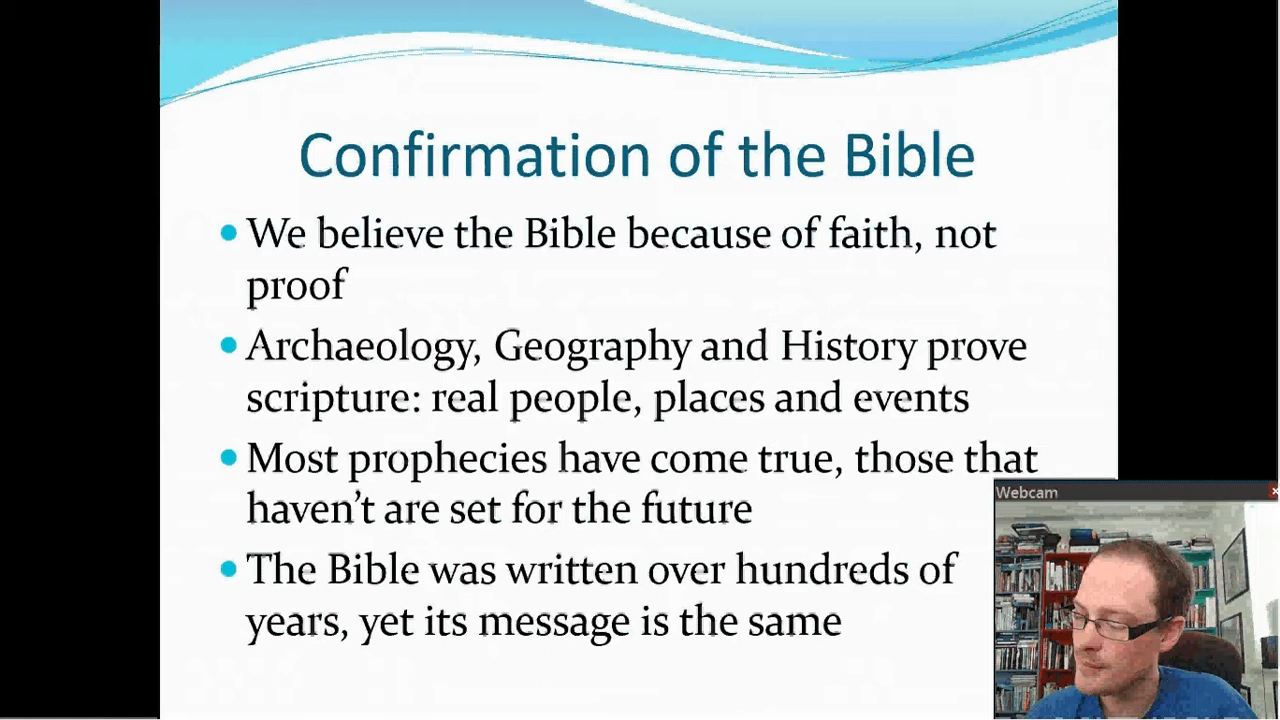 Confirmation of the Bible
We believe the Bible because of faith, not
proof
Archaeology, Geography and History prove
scripture: real people, places and events
Most prophecies have come true, those that
haven't are set for the future
The Bible was written over hundreds of
years, yet its message is the same
Webcam